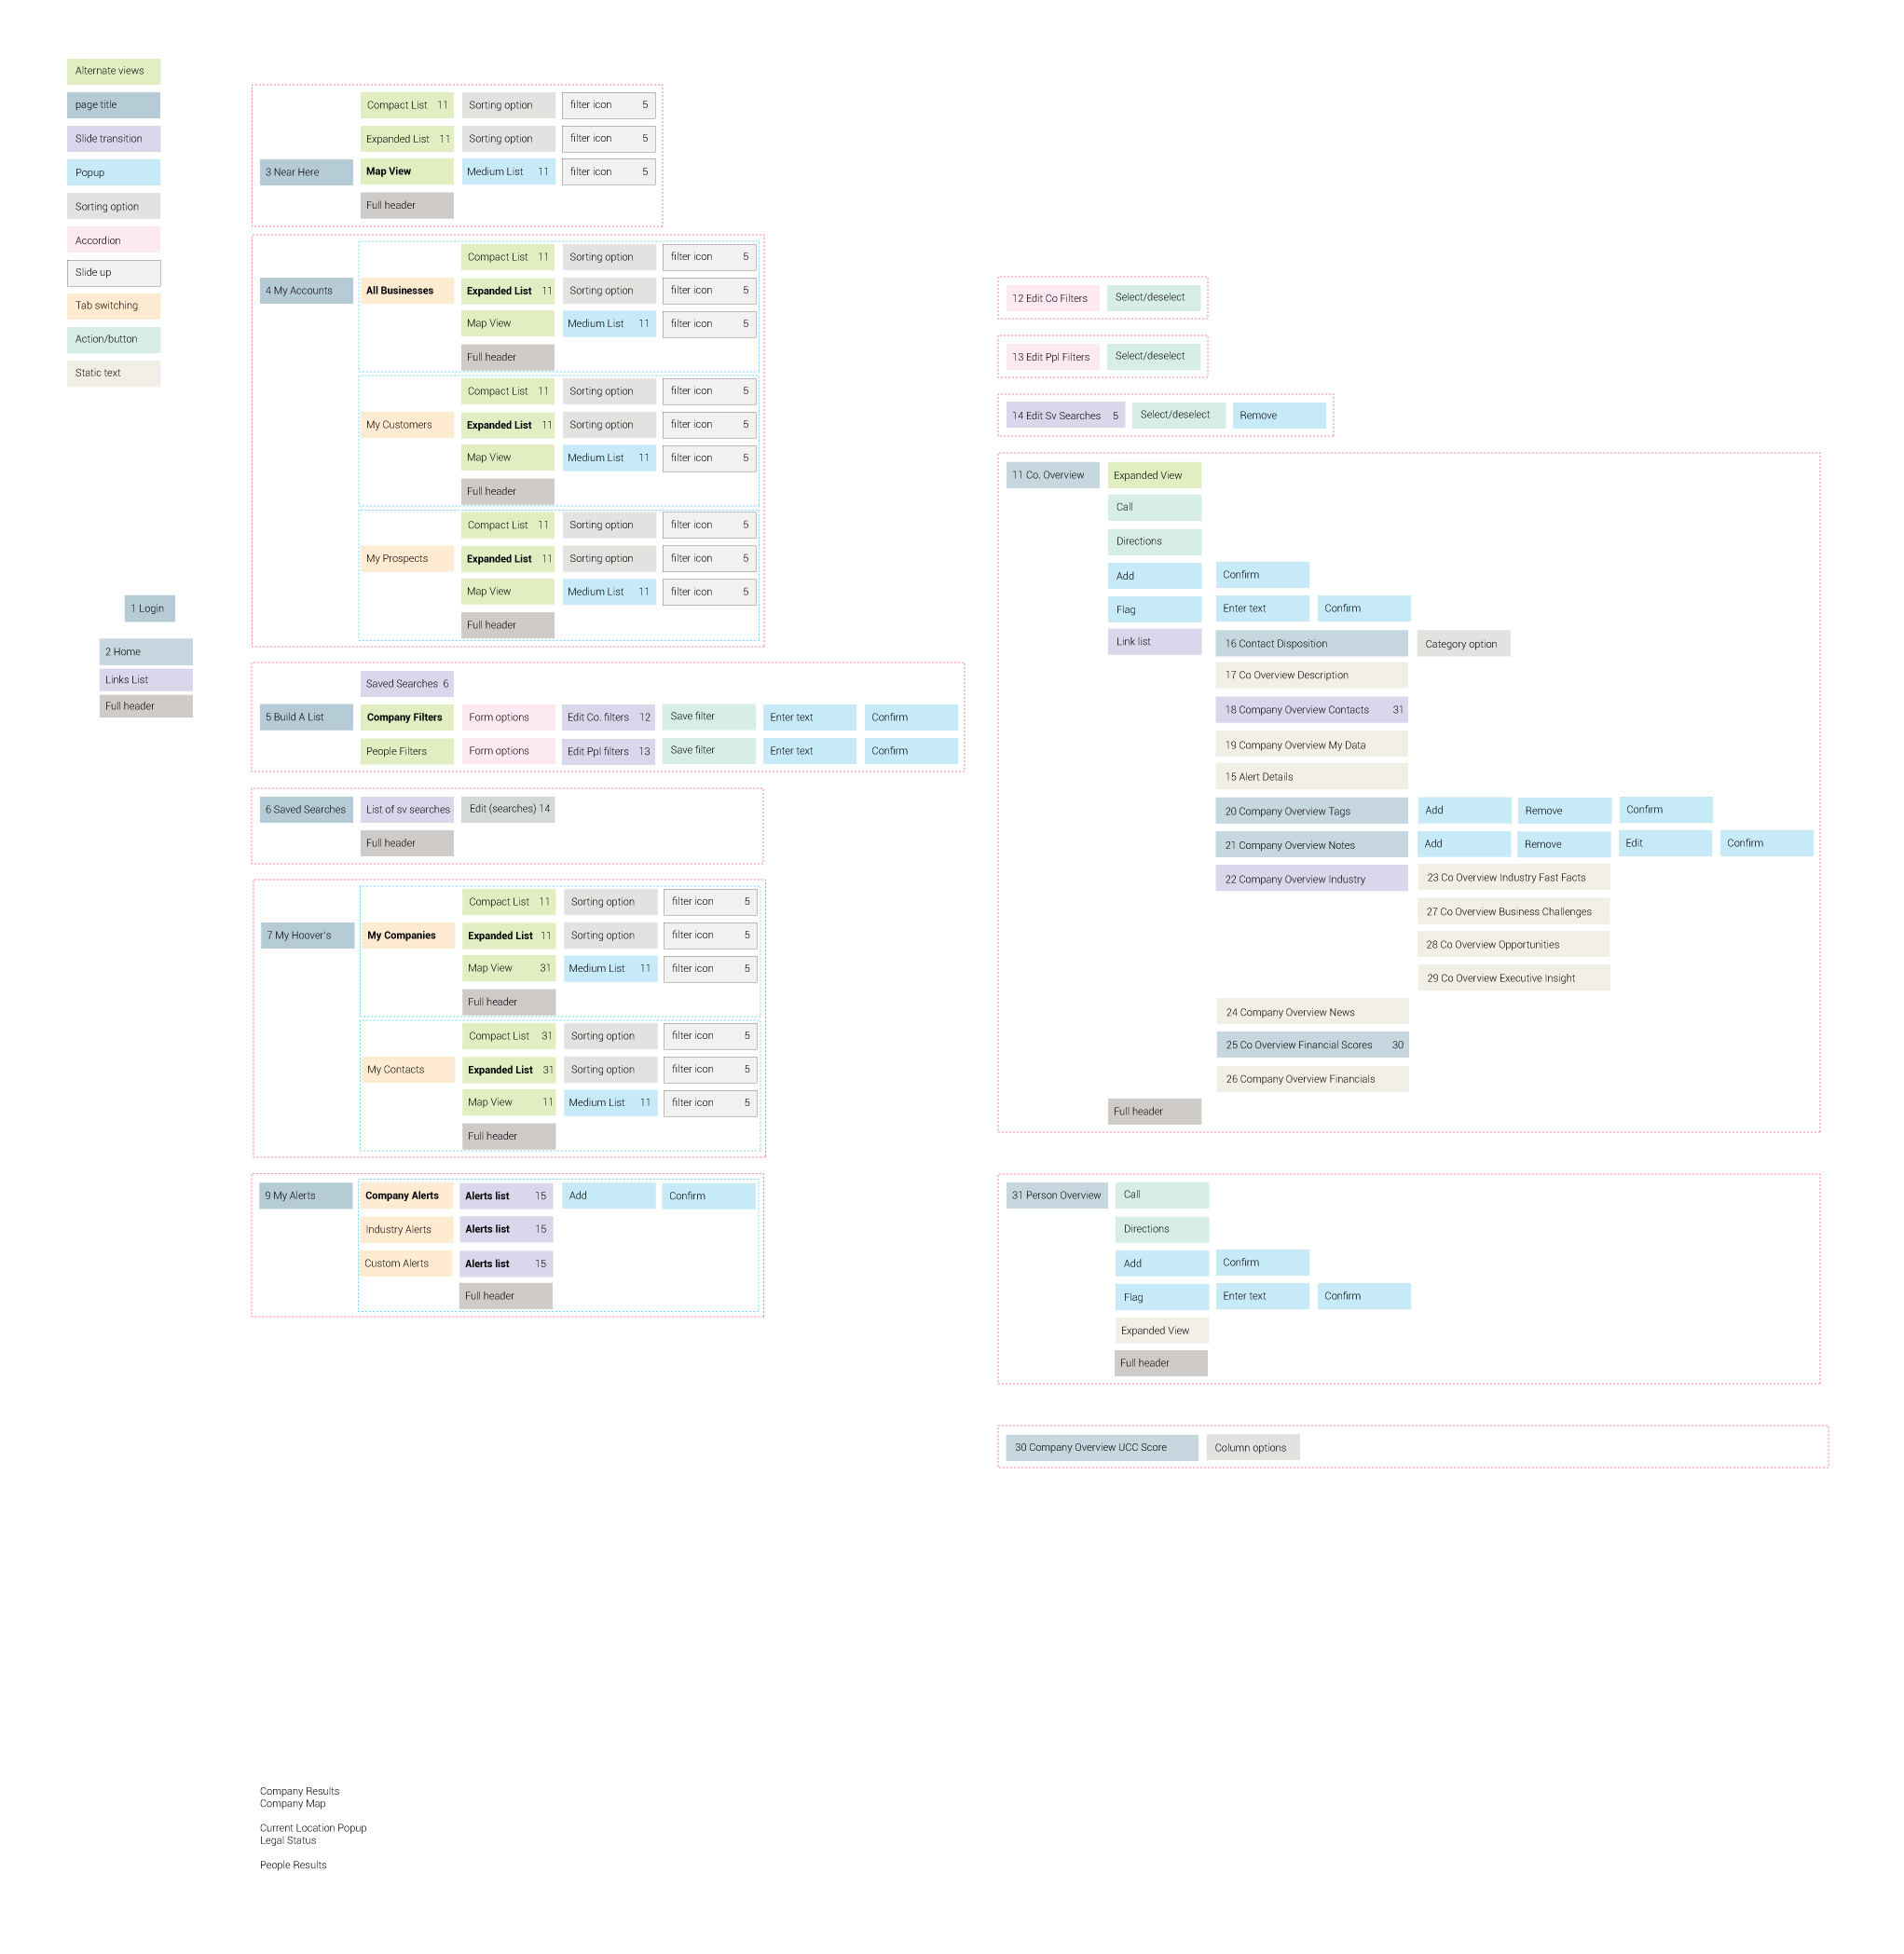 Alternate views
page title
Slide transition
Popup
Sorting option
Accordion
Slide up
Tab switching
Action/button
Static text
1 Login
2 Home
Links List
Full header
Compact List 11 Sorting option filter icon 5
Expanded List 11 Sorting option filter icon 5
3 Near Here Map View Medium List 11 filter icon 5
Full header
Compact List 11 Sorting option filter icon 5
4 My Accounts All Businesses Expanded List 11 Sorting option filter icon 5
Map View Medium List 11 filter icon 5
Full header
Compact List 11 Sorting option filter icon 5
My Customers Expanded List 11 Sorting option filter icon 5
Map View Medium List 11 filter icon 5
Full header
Compact List 11 Sorting option filter icon 5
My Prospects Expanded List 11 Sorting option filter icon 5
Map View Medium List 11 filter icon 5
Full header
Saved Searches 6
5 Build A List Company Filters Form options Edit Co. filters 12 Save filter Enter text Confirm
People Filters Form options Edit Ppl filters 13 Save filter Enter text Confirm
6 Saved Searches List of sv searches Edit (searches) 14
Full header
Compact List 11 Sorting option filter icon 5
7 My Hoover's My Companies Expanded List 11 Sorting option filter icon 5
Map View 31 Medium List 11 filter icon 5
Full header
Compact List 31 Sorting option filter icon 5
My Contacts Expanded List 31 Sorting option filter icon 5
Map View 11 Medium List 11 filter icon 5
Full header
9 My Alerts Company Alerts Alerts list 15 Add Confirm
Industry Alerts Alerts list 15
Custom Alerts Alerts list 15
Full header
12 Edit Co Filters Select/deselect
13 Edit Ppl Filters Select/deselect
14 Edit Sv Searches 5 Select/deselect Remove
11 Co. Overview Expanded View
Call
Directions
Add Confirm
Flag Enter text Confirm
Link list 16 Contact Disposition Category option
17 Co Overview Description
18 Company Overview Contacts 31
19 Company Overview My Data
15 Alert Details
20 Company Overview Tags Add Remove Confirm
21 Company Overview Notes Add Remove Edit Confirm
22 Company Overview Industry 23 Co Overview Industry Fast Facts
27 Co Overview Business Challenges
28 Co Overview Opportunities
29 Co Overview Executive Insight
24 Company Overview News
25 Co Overview Financial Scores 30
26 Company Overview Financials
Full header
31 Person Overview Call
Directions
Add Confirm
Flag Enter text Confirm
Expanded View
Full header
30 Company Overview UCC Score Column options
Company Results
Company Map
Current Location Popup
Legal Status
People Results